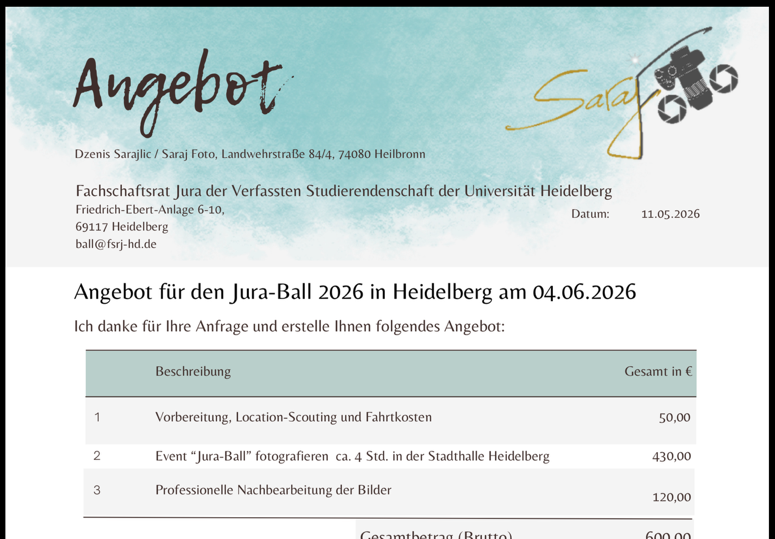 Angebot
Saraj
Dzenis Sarajlic / Saraj Foto, Landwehrstraße 84/4, 74080 Heilbronn
Fachschaftsrat Jura der Verfassten Studierendenschaft der Universität Heidelberg
Friedrich-Ebert-Anlage 6-10,
69117 Heidelberg
ball@fsrj-hd.de
Datum: 11.05.2026
Angebot für den Jura-Ball 2026 in Heidelberg am 04.06.2026
Ich danke für Ihre Anfrage und erstelle Ihnen folgendes Angebot:
Beschreibung Gesamt in €
1 Vorbereitung, Location-Scouting und Fahrtkosten 50,00
2 Event “Jura-Ball” fotografieren ca. 4 Std. in der Stadthalle Heidelberg 430,00
3 Professionelle Nachbearbeitung der Bilder 120,00
Gesamtbetrag (Brutto) 600,00